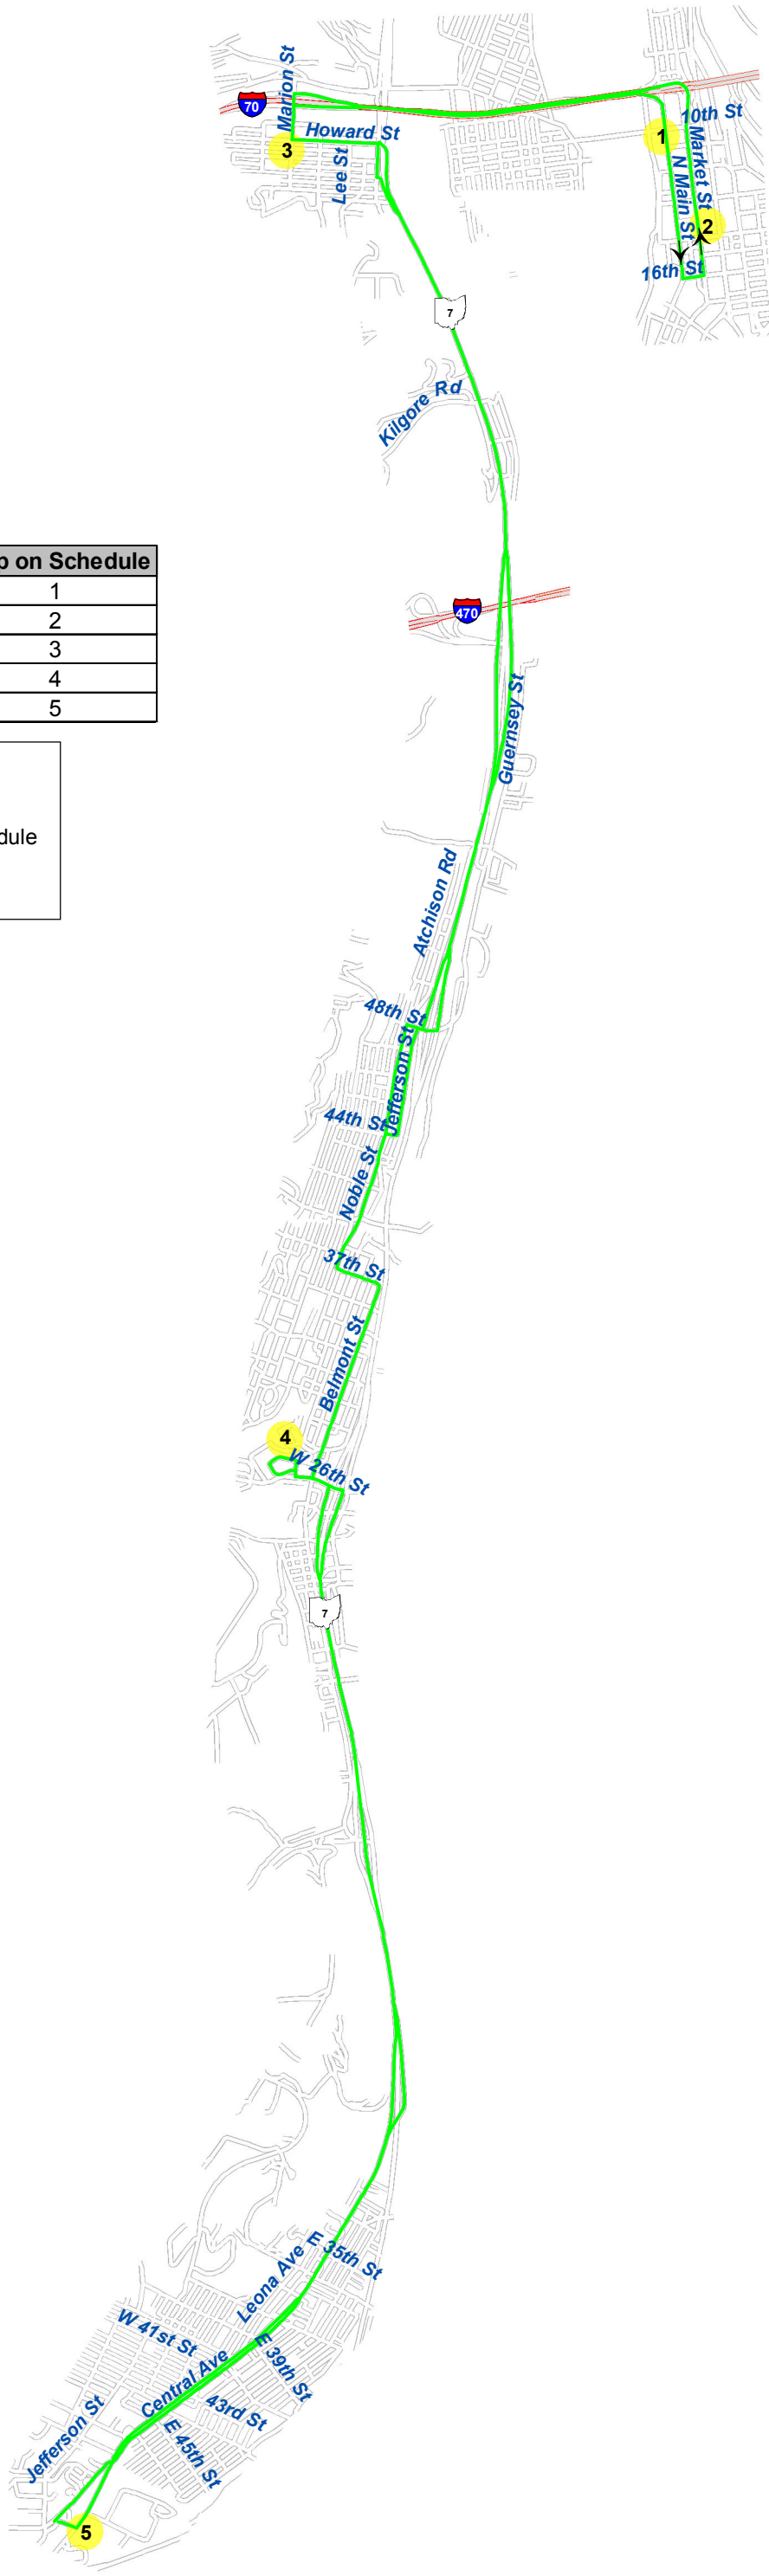 Marion St
70
10th St
1
Howard St
3
Lee St
Market St
N Main St
2
16th St
7
Kilgore Rd
p on Schedule
1
2
3
4
5
470
Guernsey St
dule
Atchison Rd
48th St
Jefferson St
44th St
Noble St
37th St
Belmont St
4
W 26th St
7
E 35th St
Leona Ave
W 41st St
E 39th St
Central Ave
43rd St
Jefferson St
E 45th St
5